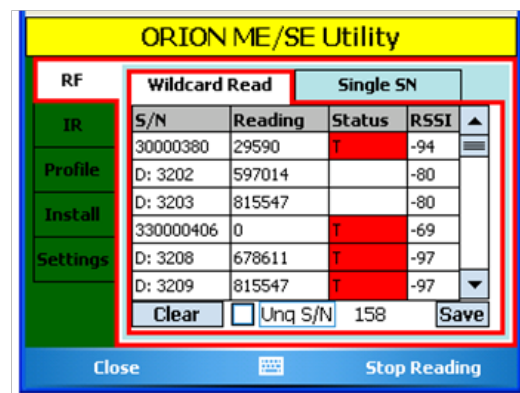 ORION ME/SE Utility
RF
Wildcard Read
Single SN
IR
Profile
Install
Settings
S/N Reading Status RSSI
30000380 29590 T -94
D: 3202 597014 -80
D: 3203 815547 -80
330000406 0 T -69
D: 3208 678611 T -97
D: 3209 815547 T -97
Clear Unq S/N 158 Save
Close Stop Reading